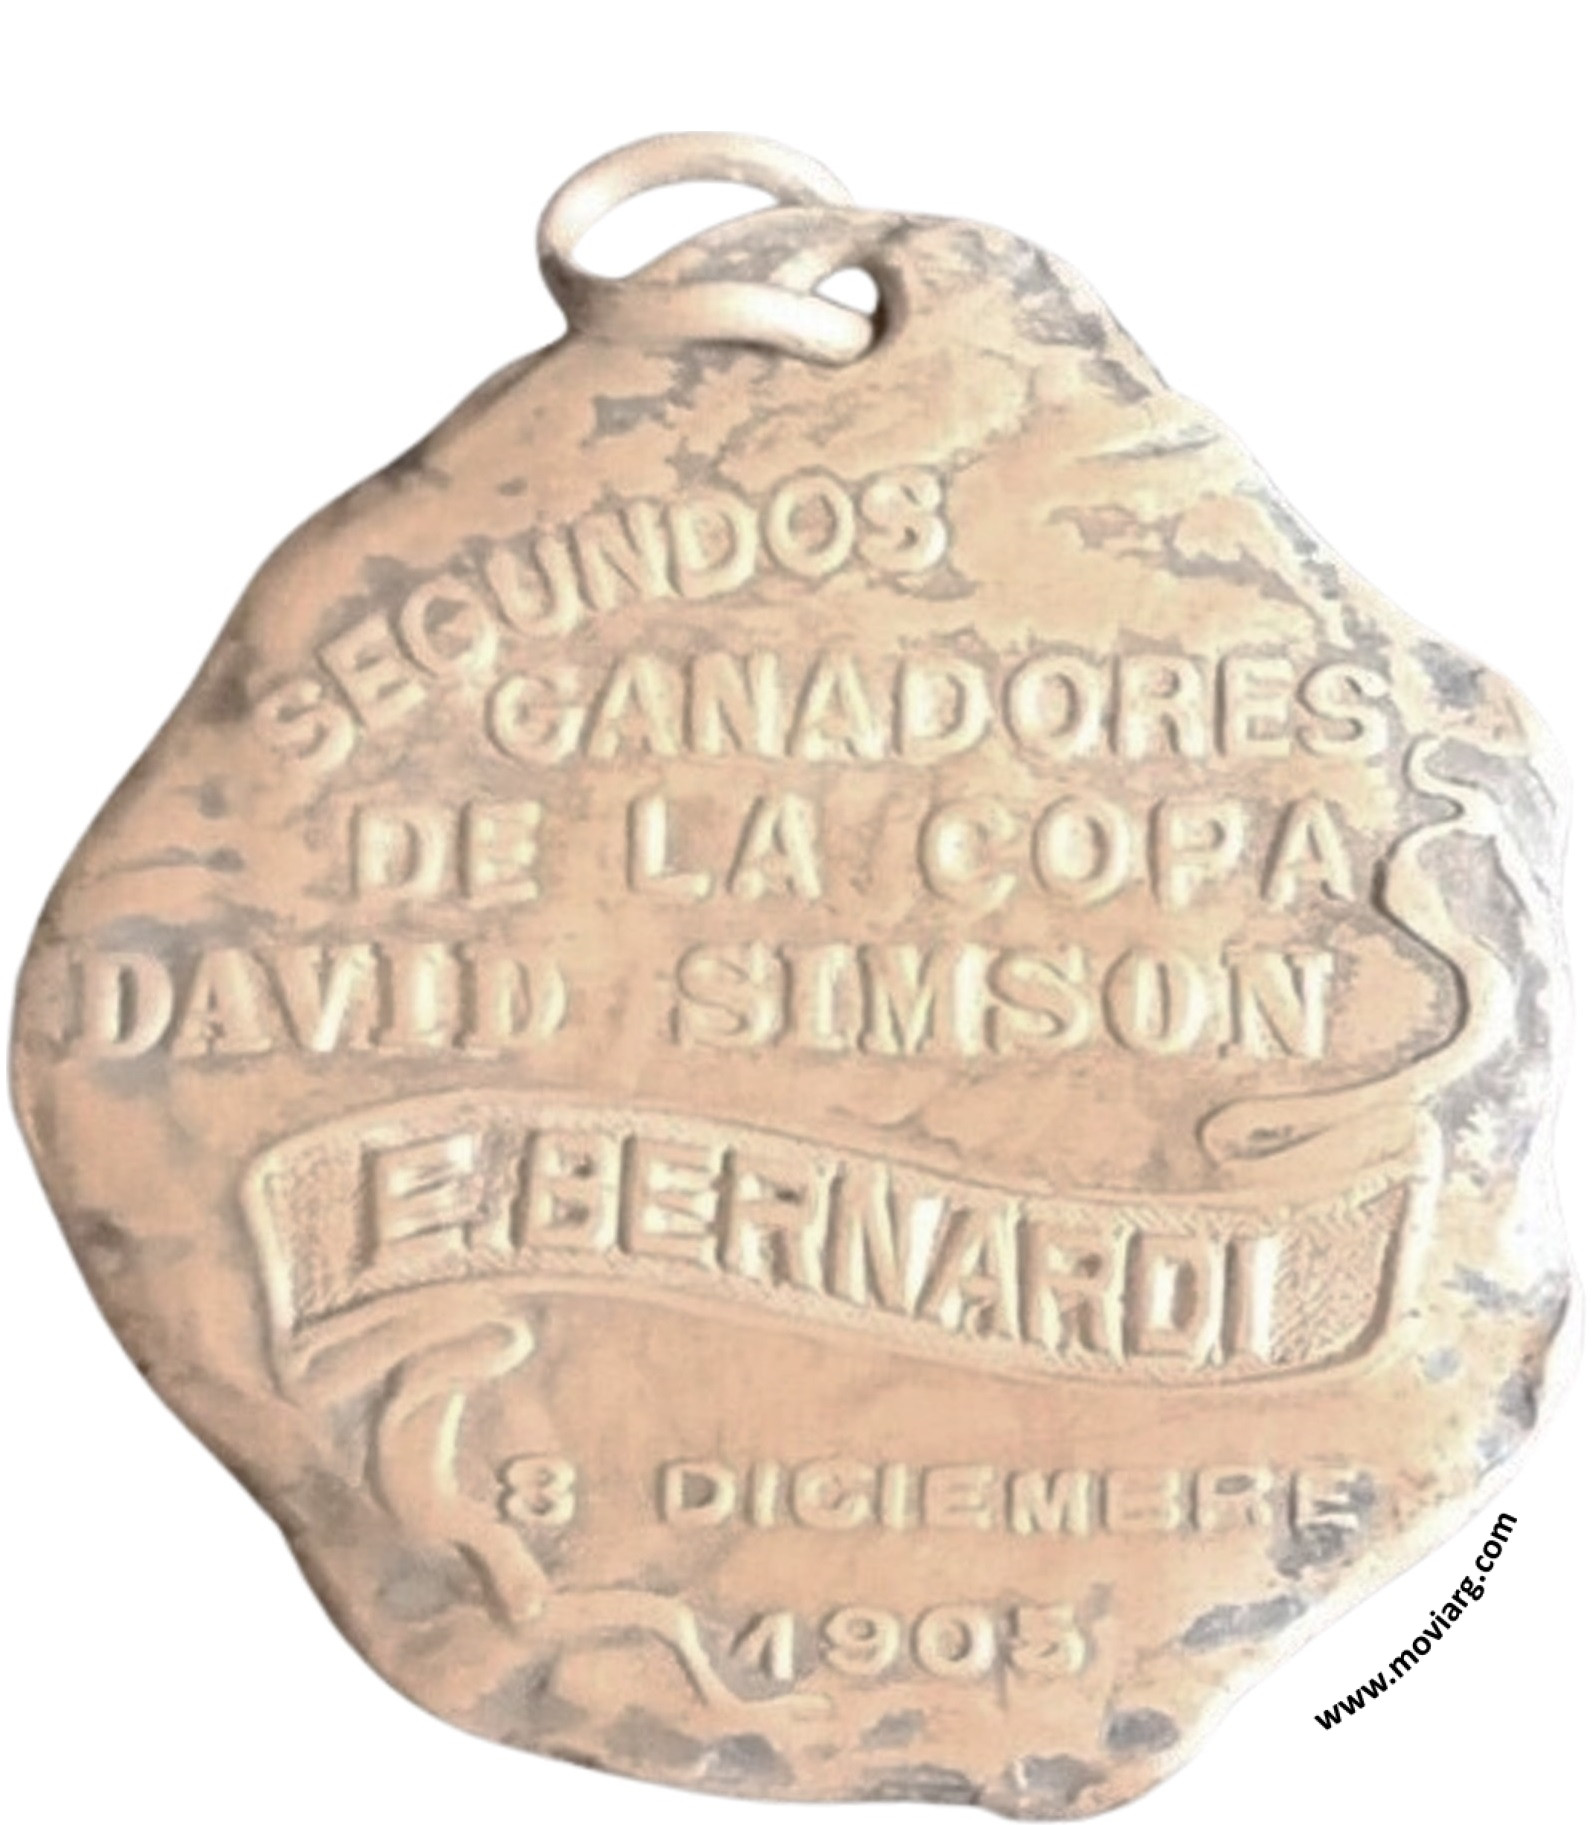 SEGUNDOS
GANADORES
DE LA COPA
DAVID SIMSON
E. BERNARDI
8 DICIEMBRE
1905
www.moviarg.com